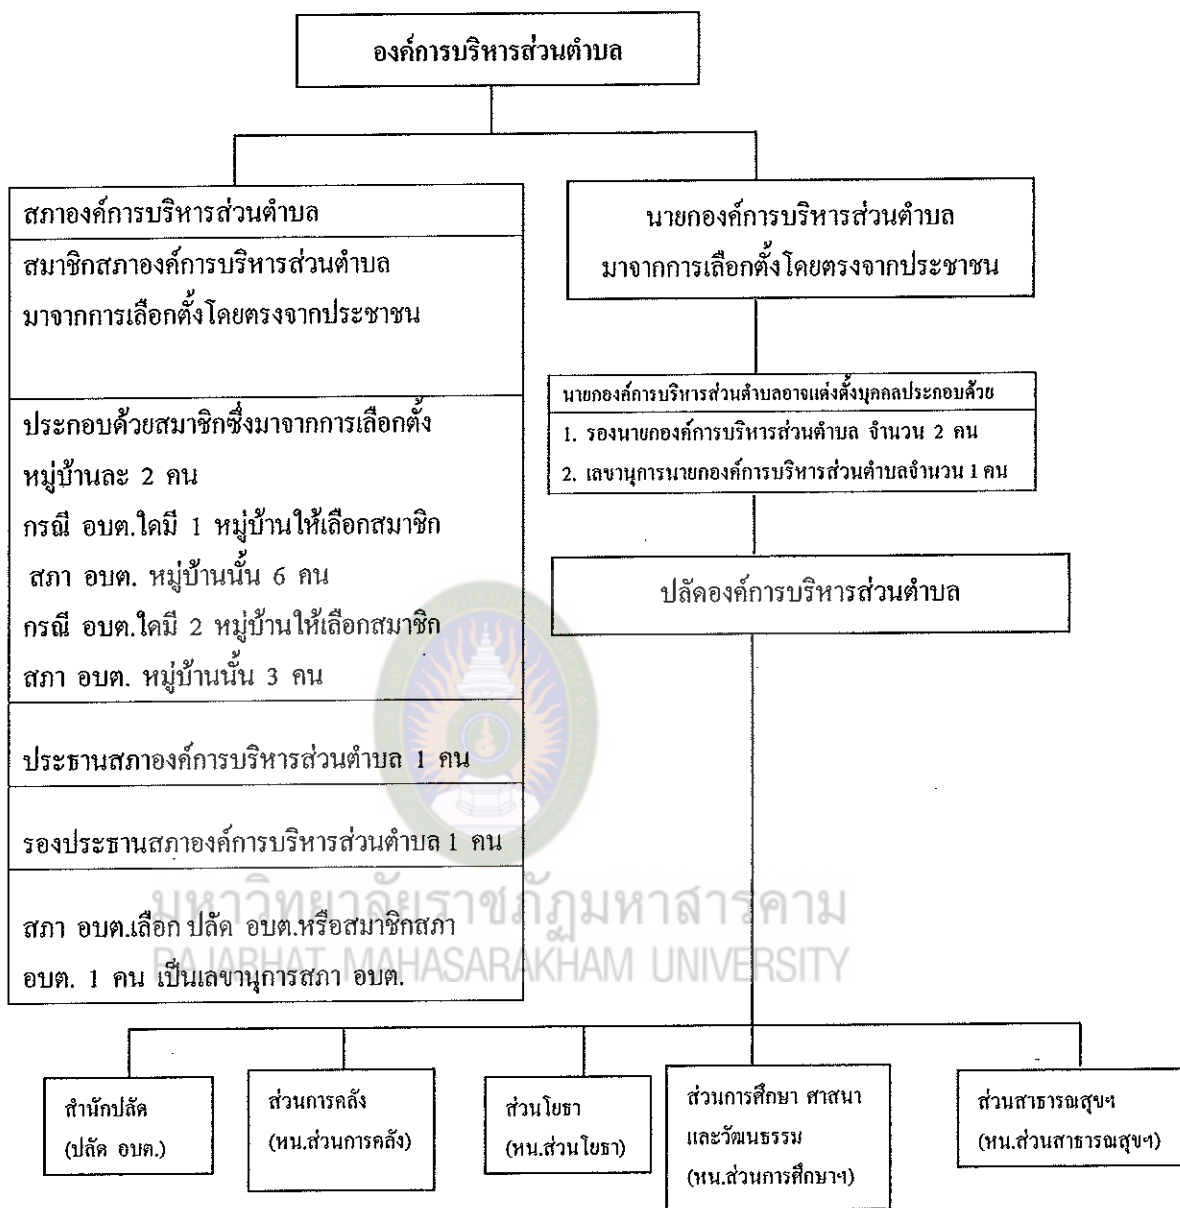 องค์การบริหารส่วนตำบล
สภาองค์การบริหารส่วนตำบล
สมาชิกสภาองค์การบริหารส่วนตำบล
มาจากการเลือกตั้งโดยตรงจากประชาชน
ประกอบด้วยสมาชิกซึ่งมาจากการเลือกตั้ง
หมู่บ้านละ 2 คน
กรณี อบต.ใดมี 1 หมู่บ้านให้เลือกสมาชิก
สภา อบต. หมู่บ้านนั้น 6 คน
กรณี อบต.ใดมี 2 หมู่บ้านให้เลือกสมาชิก
สภา อบต. หมู่บ้านนั้น 3 คน
ประธานสภาองค์การบริหารส่วนตำบล 1 คน
รองประธานสภาองค์การบริหารส่วนตำบล 1 คน
สภา อบต.เลือก ปลัด อบต.หรือสมาชิกสภา
อบต. 1 คน เป็นเลขานุการสภา อบต.
นายกองค์การบริหารส่วนตำบล
มาจากการเลือกตั้งโดยตรงจากประชาชน
นายกองค์การบริหารส่วนตำบลอาจแต่งตั้งบุคคลประกอบด้วย
1. รองนายกองค์การบริหารส่วนตำบล จำนวน 2 คน
2. เลขานุการนายกองค์การบริหารส่วนตำบลจำนวน 1 คน
ปลัดองค์การบริหารส่วนตำบล
มหาวิทยาลัยราชภัฏมหาสารคาม
RAJABHAT MAHASARAKHAM UNIVERSITY
สำนักปลัด
(ปลัด อบต.)
ส่วนการคลัง
(หน.ส่วนการคลัง)
ส่วนโยธา
(หน.ส่วนโยธา)
ส่วนการศึกษา ศาสนา
และวัฒนธรรม
(หน.ส่วนการศึกษาฯ)
ส่วนสาธารณสุขฯ
(หน.ส่วนสาธารณสุขฯ)